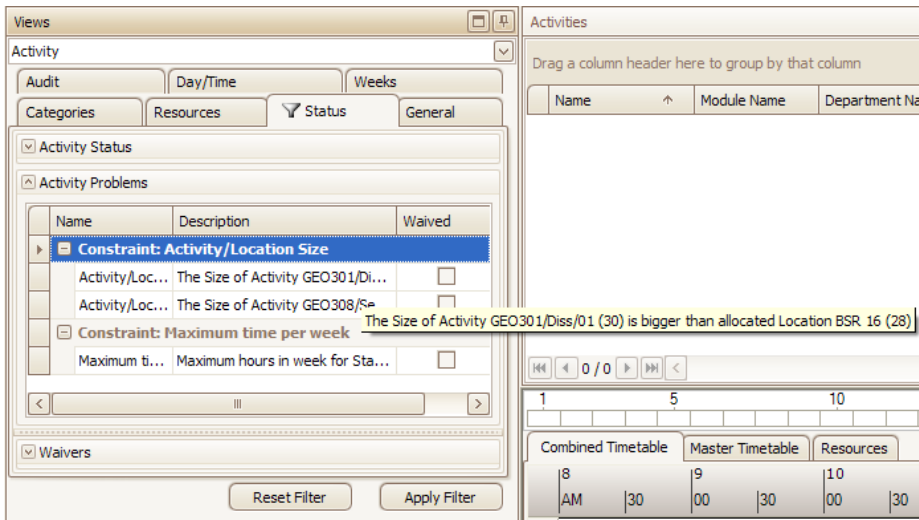 Views
Activity
Audit
Day/Time
Weeks
Categories
Resources
Status
General
Activity Status
Activity Problems
Name
Description
Waived
Constraint: Activity/Location Size
Activity/Loc... The Size of Activity GEO301/Di...
Activity/Loc... The Size of Activity GEO308/Se
The Size of Activity GEO301/Diss/01 (30) is bigger than allocated Location BSR 16 (28)
Constraint: Maximum time per week
Maximum ti... Maximum hours in week for Sta...
Waivers
Reset Filter
Apply Filter
Activities
Drag a column header here to group by that column
Name
Module Name
Department Na
0 / 0
1 5 10
Combined Timetable
Master Timetable
Resources
8 9 10
AM 30 00 30 00 30